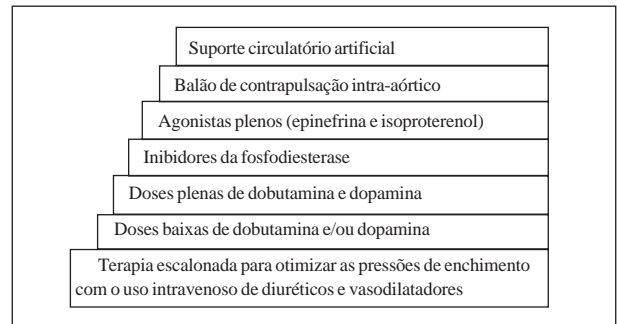 Suporte circulatório artificial
Balão de contrapulsação intra-aórtico
Agonistas plenos (epinefrina e isoproterenol)
Inibidores da fosfodiesterase
Doses plenas de dobutamina e dopamina
Doses baixas de dobutamina e/ou dopamina
Terapia escalonada para otimizar as pressões de enchimento
com o uso intravenoso de diuréticos e vasodilatadores